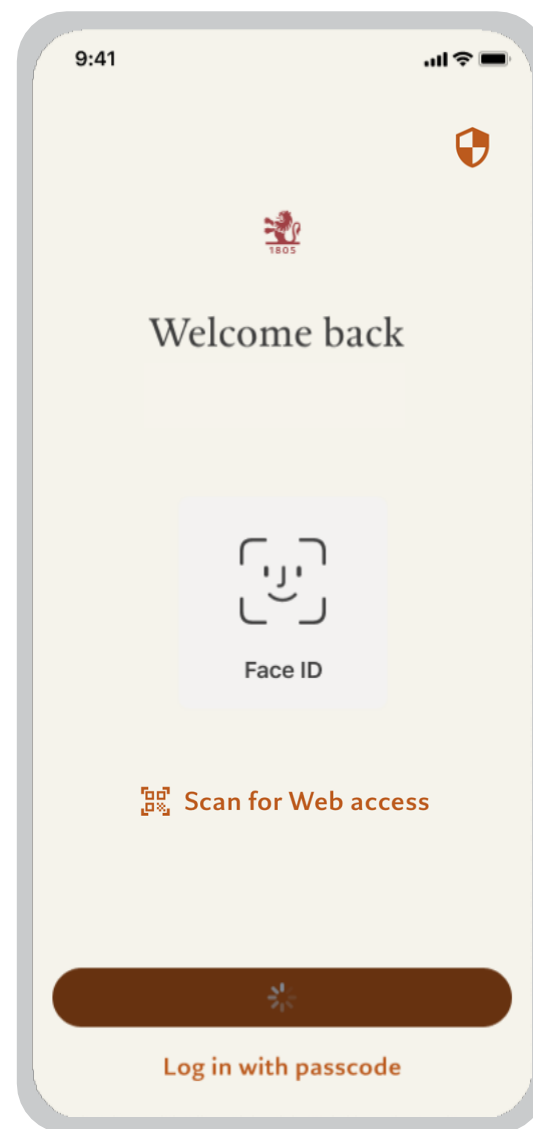 9:41
1805
Welcome back
Face ID
Scan for Web access
Log in with passcode